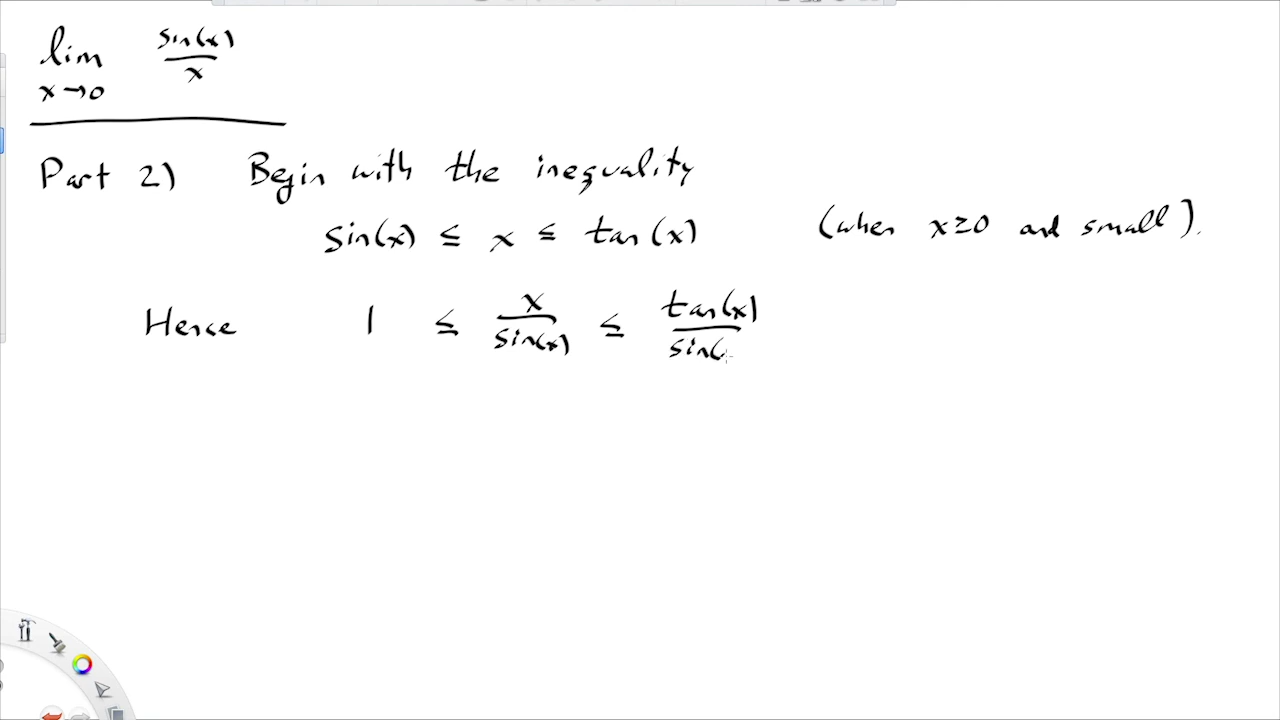 lim sin(x)/x
x→0
Part 2) Begin with the inequality
sin(x) ≤ x ≤ tan(x) (when x≥0 and small).
Hence 1 ≤ x/sin(x) ≤ tan(x)/sin(